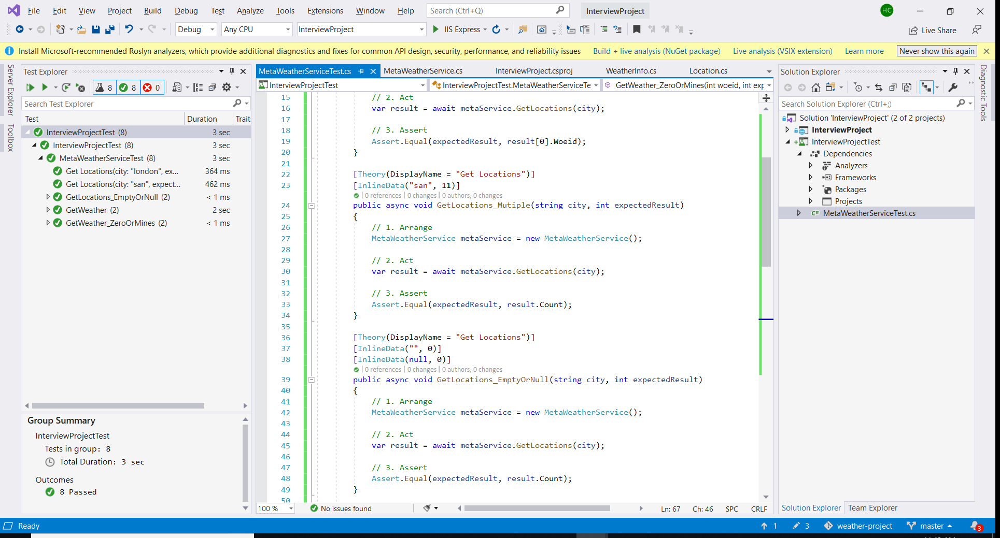 File Edit View Project Build Debug Test Analyze Tools Extensions Window Help Search (Ctrl+Q) InterviewProject HC
Debug Any CPU InterviewProject IIS Express Live Share
Install Microsoft-recommended Roslyn analyzers, which provide additional diagnostics and fixes for common API design, security, performance, and reliability issues Build + live analysis (NuGet package) Live analysis (VSIX extension) Learn more Never show this again
Server Explorer
Toolbox
Test Explorer
8 8 0
Search Test Explorer
Test Duration Trait
InterviewProjectTest (8) 3 sec
InterviewProjectTest (8) 3 sec
MetaWeatherServiceTest (8) 3 sec
Get Locations(city: "london", ex... 364 ms
Get Locations(city: "san", expect... 462 ms
GetLocations_EmptyOrNull (2) < 1 ms
GetWeather (2) 2 sec
GetWeather_ZeroOrMines (2) < 1 ms
Group Summary
InterviewProjectTest
Tests in group: 8
Total Duration: 3 sec
Outcomes
8 Passed
MetaWeatherServiceTest.cs MetaWeatherService.cs InterviewProject.csproj WeatherInfo.cs Location.cs
InterviewProjectTest InterviewProjectTest.MetaWeatherServiceTe GetWeather_ZeroOrMines(int woeid, int exp
15 // 2. Act
16 var result = await metaService.GetLocations(city);
17
18 // 3. Assert
19 Assert.Equal(expectedResult, result[0].Woeid);
20 }
21
22 [Theory(DisplayName = "Get Locations")]
23 [InlineData("san", 11)]
| 0 references | 0 changes | 0 authors, 0 changes
24 public async void GetLocations_Mutiple(string city, int expectedResult)
25 {
26 // 1. Arrange
27 MetaWeatherService metaService = new MetaWeatherService();
28
29 // 2. Act
30 var result = await metaService.GetLocations(city);
31
32 // 3. Assert
33 Assert.Equal(expectedResult, result.Count);
34 }
35
36 [Theory(DisplayName = "Get Locations")]
37 [InlineData("", 0)]
38 [InlineData(null, 0)]
| 0 references | 0 changes | 0 authors, 0 changes
39 public async void GetLocations_EmptyOrNull(string city, int expectedResult)
40 {
41 // 1. Arrange
42 MetaWeatherService metaService = new MetaWeatherService();
43
44 // 2. Act
45 var result = await metaService.GetLocations(city);
46
47 // 3. Assert
48 Assert.Equal(expectedResult, result.Count);
49 }
50
100 % No issues found Ln: 67 Ch: 46 SPC CRLF
Solution Explorer
Search Solution Explorer (Ctrl+;)
Solution 'InterviewProject' (2 of 2 projects)
InterviewProject
InterviewProjectTest
Dependencies
Analyzers
Frameworks
Packages
Projects
C# MetaWeatherServiceTest.cs
Solution Explorer Team Explorer
Diagnostic Tools
Ready 1 3 weather-project master 3